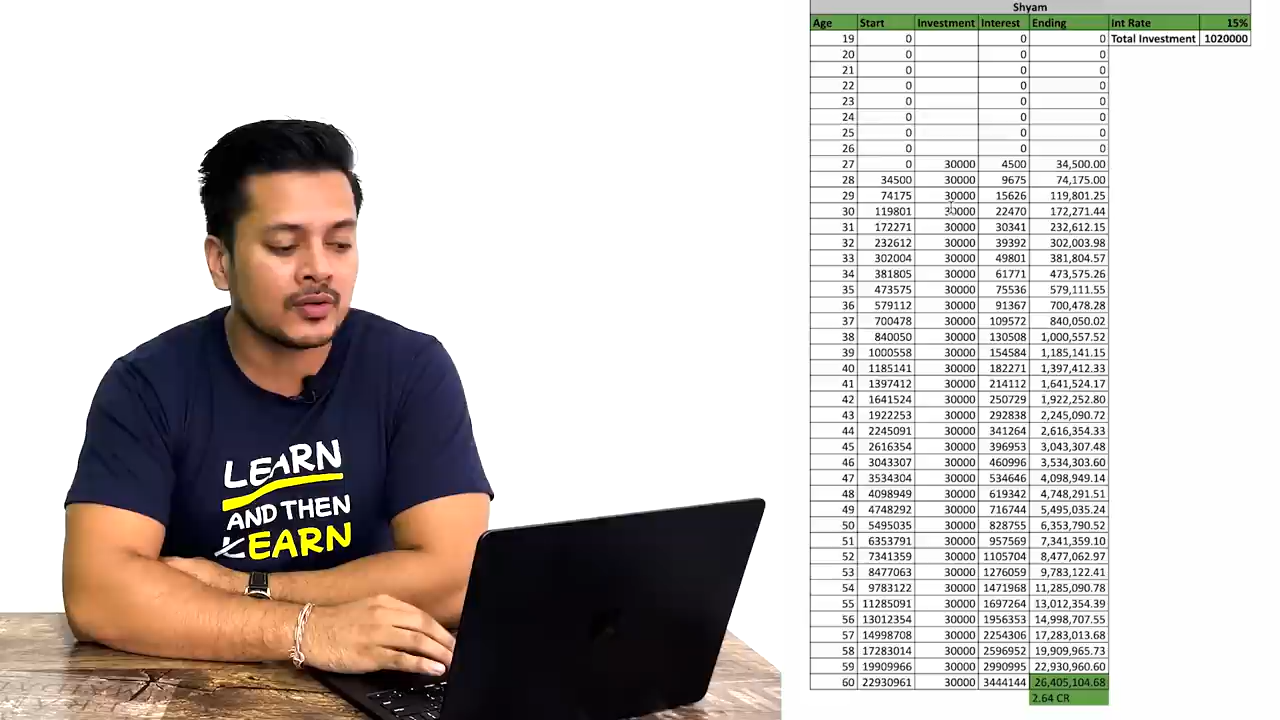 LEARN
AND THEN
LEARN
Shyam
Age Start Investment Interest Ending Int Rate 15%
19 0 0 0 Total Investment 1020000
20 0 0 0
21 0 0 0
22 0 0 0
23 0 0 0
24 0 0 0
25 0 0 0
26 0 0 0
27 0 30000 4500 34,500.00
28 34500 30000 9675 74,175.00
29 74175 30000 15626 119,801.25
30 119801 30000 22470 172,271.44
31 172271 30000 30341 232,612.15
32 232612 30000 39392 302,003.98
33 302004 30000 49801 381,804.57
34 381805 30000 61771 473,575.26
35 473575 30000 75536 579,111.55
36 579112 30000 91367 700,478.28
37 700478 30000 109572 840,050.02
38 840050 30000 130508 1,000,557.52
39 1000558 30000 154584 1,185,141.15
40 1185141 30000 182271 1,397,412.33
41 1397412 30000 214112 1,641,524.17
42 1641524 30000 250729 1,922,252.80
43 1922253 30000 292838 2,245,090.72
44 2245091 30000 341264 2,616,354.33
45 2616354 30000 396953 3,043,307.48
46 3043307 30000 460996 3,534,303.60
47 3534304 30000 534646 4,098,949.14
48 4098949 30000 619342 4,748,291.51
49 4748292 30000 716744 5,495,035.24
50 5495035 30000 828755 6,353,790.52
51 6353791 30000 957569 7,341,359.10
52 7341359 30000 1105704 8,477,062.97
53 8477063 30000 1276059 9,783,122.41
54 9783122 30000 1471968 11,285,090.78
55 11285091 30000 1697264 13,012,354.39
56 13012354 30000 1956353 14,998,707.55
57 14998708 30000 2254306 17,283,013.68
58 17283014 30000 2596952 19,909,965.73
59 19909966 30000 2990995 22,930,960.60
60 22930961 30000 3444144 26,405,104.68
2.64 CR